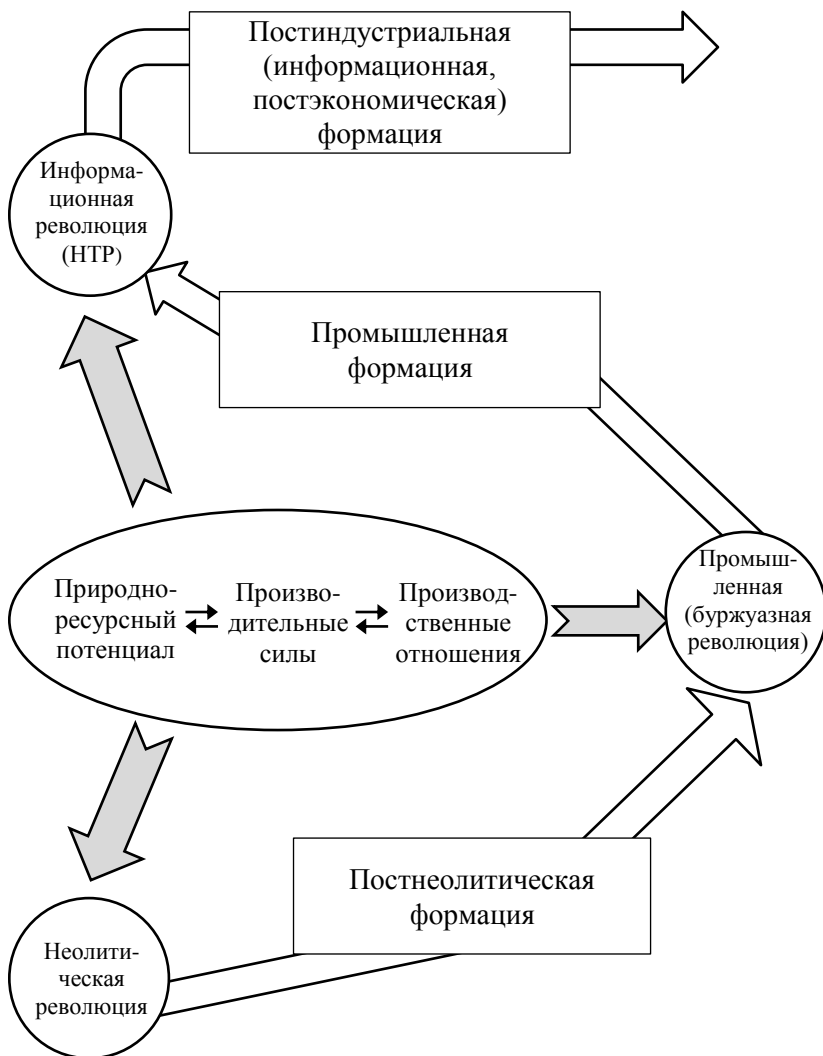 Постиндустриальная
(информационная,
постэкономическая)
формация
Информа-
ционная
революция
(НТР)
Промышленная
формация
Природно-
ресурсный
потенциал
Произво-
дительные
силы
Производ-
ственные
отношения
Промыш-
ленная
(буржуазная
революция)
Постнеолитическая
формация
Неолити-
ческая
революция